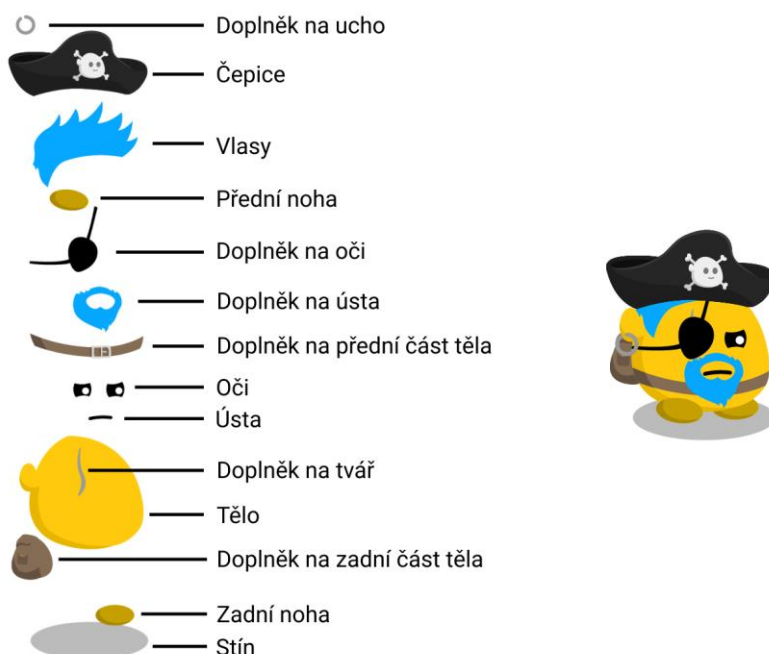 Doplněk na ucho
Čepice
Vlasy
Přední noha
Doplněk na oči
Doplněk na ústa
Doplněk na přední část těla
Oči
Ústa
Doplněk na tvář
Tělo
Doplněk na zadní část těla
Zadní noha
Stín